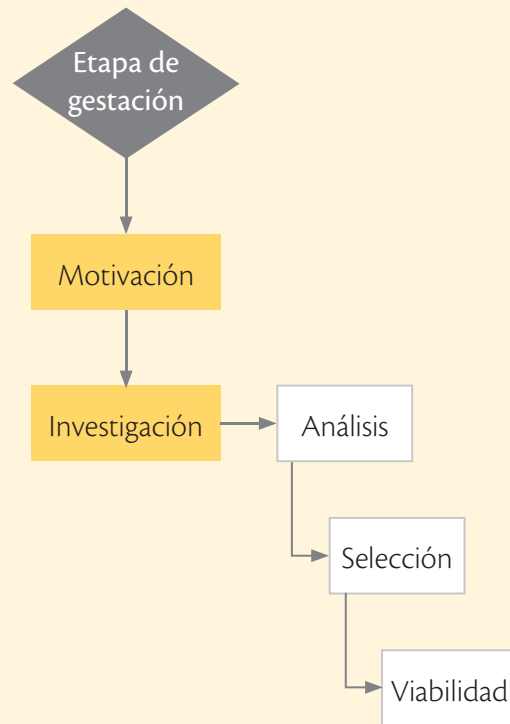 Etapa de
gestación
Motivación
Investigación
Análisis
Selección
Viabilidad